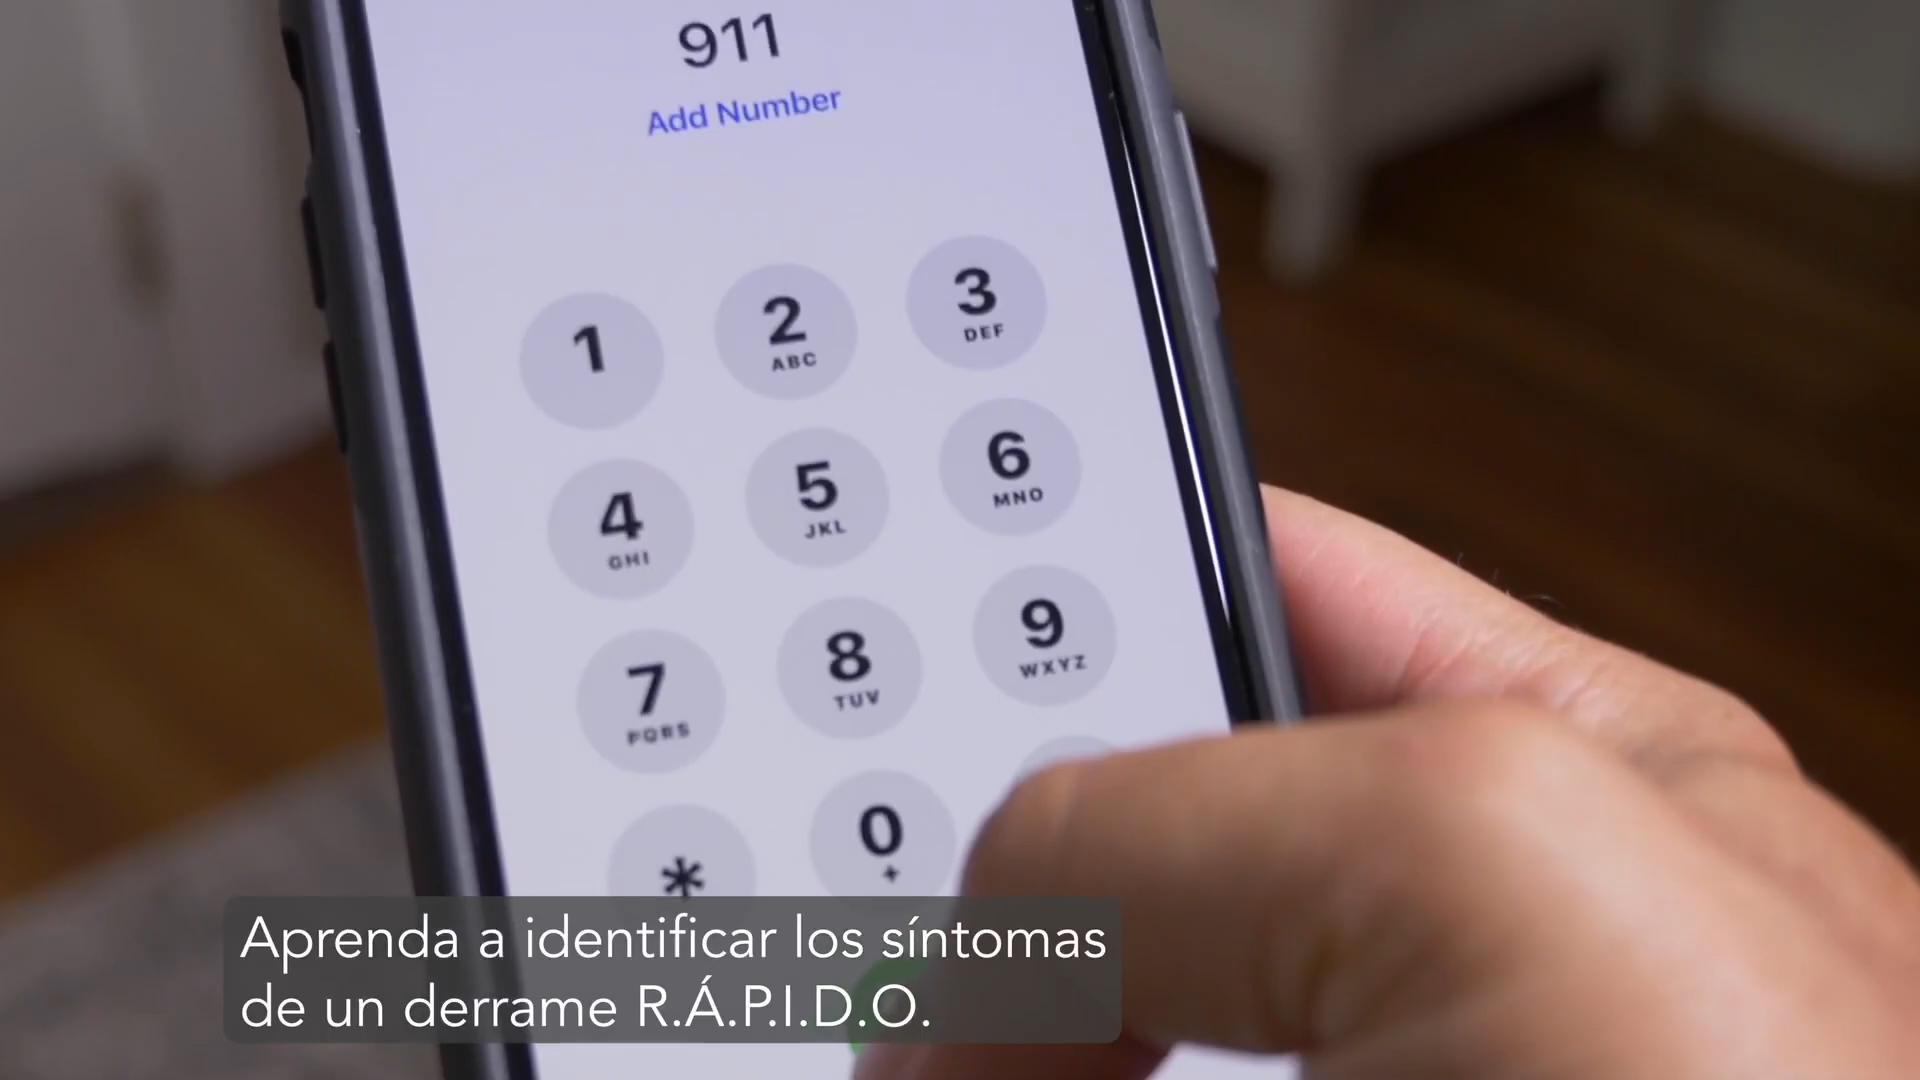 911
Add Number
1
2
ABC
3
DEF
4
GHI
5
JKL
6
MNO
7
PQRS
8
TUV
9
WXYZ
*
0
+
Aprenda a identificar los síntomas
de un derrame R.Á.P.I.D.O.